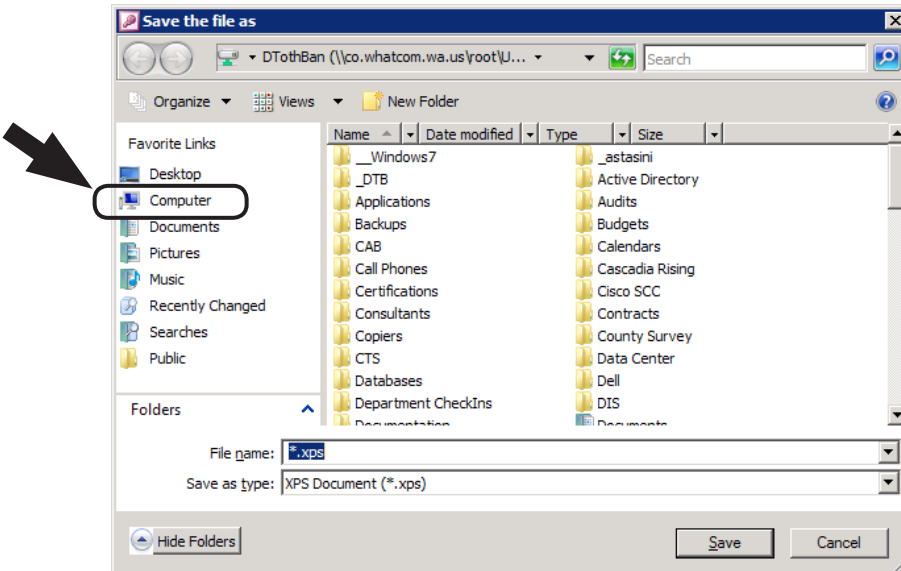 Save the file as
DTothBan (\\co.whatcom.wa.us\root\U...
Search
Organize Views New Folder
Favorite Links
Desktop
Computer
Documents
Pictures
Music
Recently Changed
Searches
Public
Folders
Name Date modified Type Size
__Windows7 _astasini
_DTB Active Directory
Applications Audits
Backups Budgets
CAB Calendars
Call Phones Cascadia Rising
Certifications Cisco SCC
Consultants Contracts
Copiers County Survey
CTS Data Center
Databases Dell
Department CheckIns DIS
Documentation Documents
File name: *.xps
Save as type: XPS Document (*.xps)
Hide Folders Save Cancel